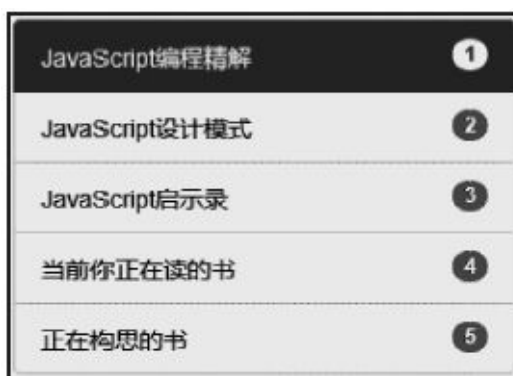 JavaScript编程精解 1
JavaScript设计模式 2
JavaScript启示录 3
当前你正在读的书 4
正在构思的书 5